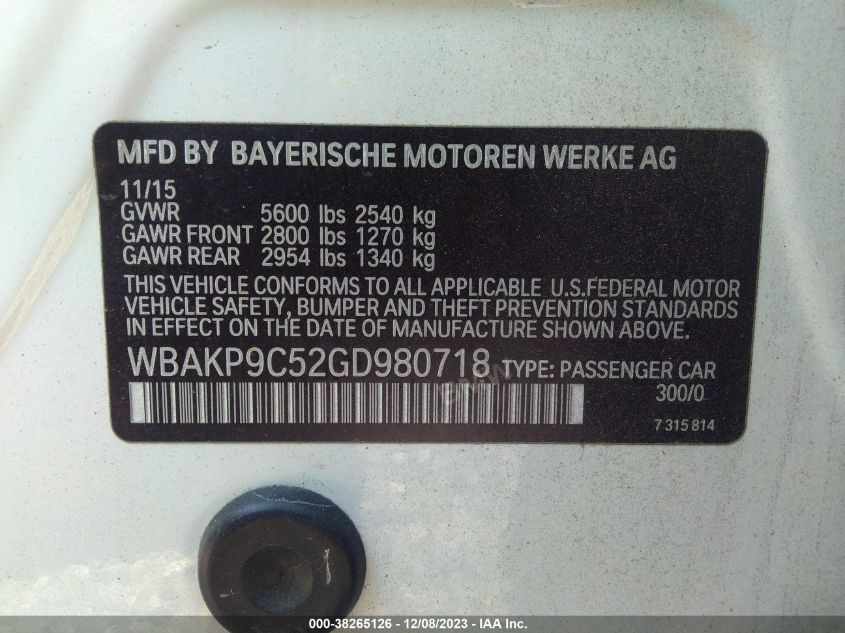 MFD BY BAYERISCHE MOTOREN WERKE AG
11/15
GVWR 5600 lbs 2540 kg
GAWR FRONT 2800 lbs 1270 kg
GAWR REAR 2954 lbs 1340 kg
THIS VEHICLE CONFORMS TO ALL APPLICABLE U.S.FEDERAL MOTOR
VEHICLE SAFETY, BUMPER AND THEFT PREVENTION STANDARDS
IN EFFECT ON THE DATE OF MANUFACTURE SHOWN ABOVE.
WBAKP9C52GD980718 TYPE: PASSENGER CAR
300/0
7 315 814
000-38265126 - 12/08/2023 - IAA Inc.